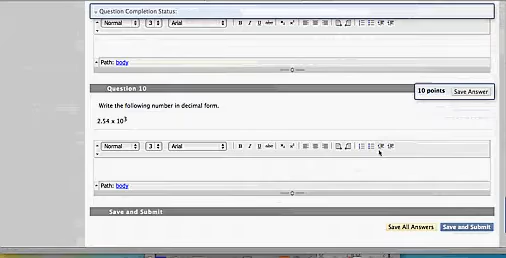 Question Completion Status:
Normal 3 Arial B I U abc
Path: body
Question 10
10 points Save Answer
Write the following number in decimal form.
2.54 x 10³
Normal 3 Arial B I U abc
Path: body
Save and Submit
Save All Answers Save and Submit